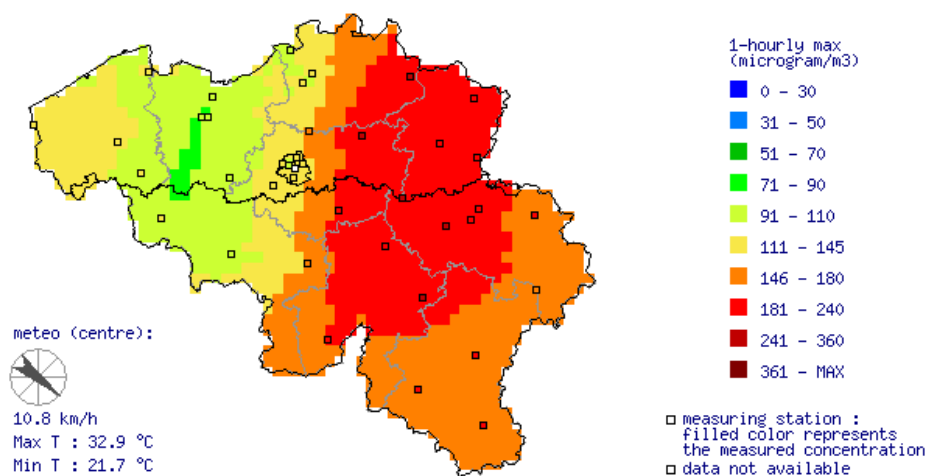 1-hourly max
(microgram/m3)
0 - 30
31 - 50
51 - 70
71 - 90
91 - 110
111 - 145
146 - 180
181 - 240
241 - 360
361 - MAX
meteo (centre):
10.8 km/h
Max T : 32.9 °C
Min T : 21.7 °C
measuring station :
filled color represents
the measured concentration
data not available